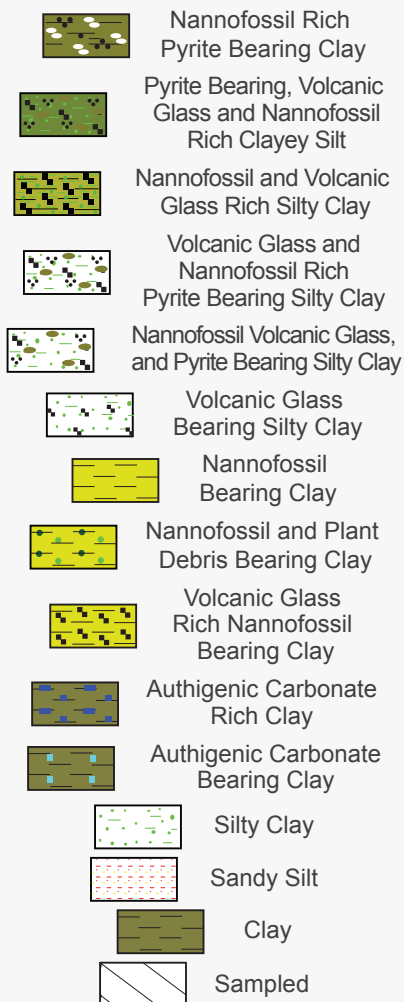 Nannofossil Rich
Pyrite Bearing Clay
Pyrite Bearing, Volcanic
Glass and Nannofossil
Rich Clayey Silt
Nannofossil and Volcanic
Glass Rich Silty Clay
Volcanic Glass and
Nannofossil Rich
Pyrite Bearing Silty Clay
Nannofossil Volcanic Glass,
and Pyrite Bearing Silty Clay
Volcanic Glass
Bearing Silty Clay
Nannofossil
Bearing Clay
Nannofossil and Plant
Debris Bearing Clay
Volcanic Glass
Rich Nannofossil
Bearing Clay
Authigenic Carbonate
Rich Clay
Authigenic Carbonate
Bearing Clay
Silty Clay
Sandy Silt
Clay
Sampled